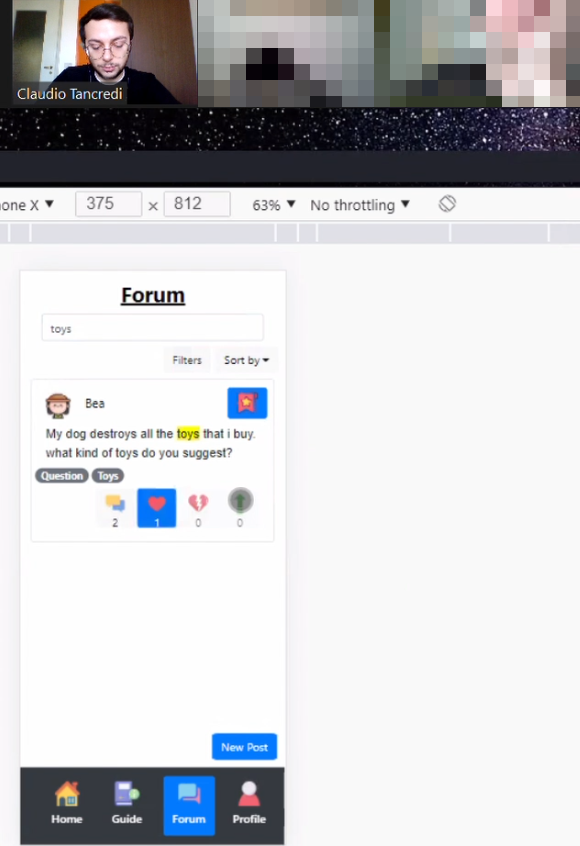 Claudio Tancredi
one X ▼ 375 × 812 63% ▼ No throttling ▼
Forum
toys
Filters Sort by
Bea
My dog destroys all the toys that i buy.
what kind of toys do you suggest?
Question Toys
2 1 0 0
New Post
Home Guide Forum Profile